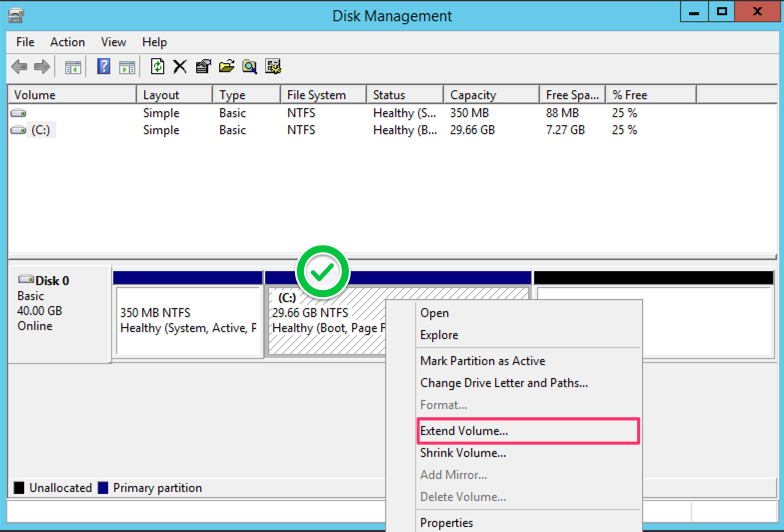 Disk Management
File Action View Help
Volume Layout Type File System Status Capacity Free Spa... % Free
Simple Basic NTFS Healthy (S... 350 MB 88 MB 25 %
(C:) Simple Basic NTFS Healthy (B... 29.66 GB 7.27 GB 25 %
Disk 0
Basic
40.00 GB
Online
350 MB NTFS
Healthy (System, Active, P
(C:)
29.66 GB NTFS
Healthy (Boot, Page F
Open
Explore
Mark Partition as Active
Change Drive Letter and Paths...
Format...
Extend Volume...
Shrink Volume...
Add Mirror...
Delete Volume...
Properties
Unallocated Primary partition